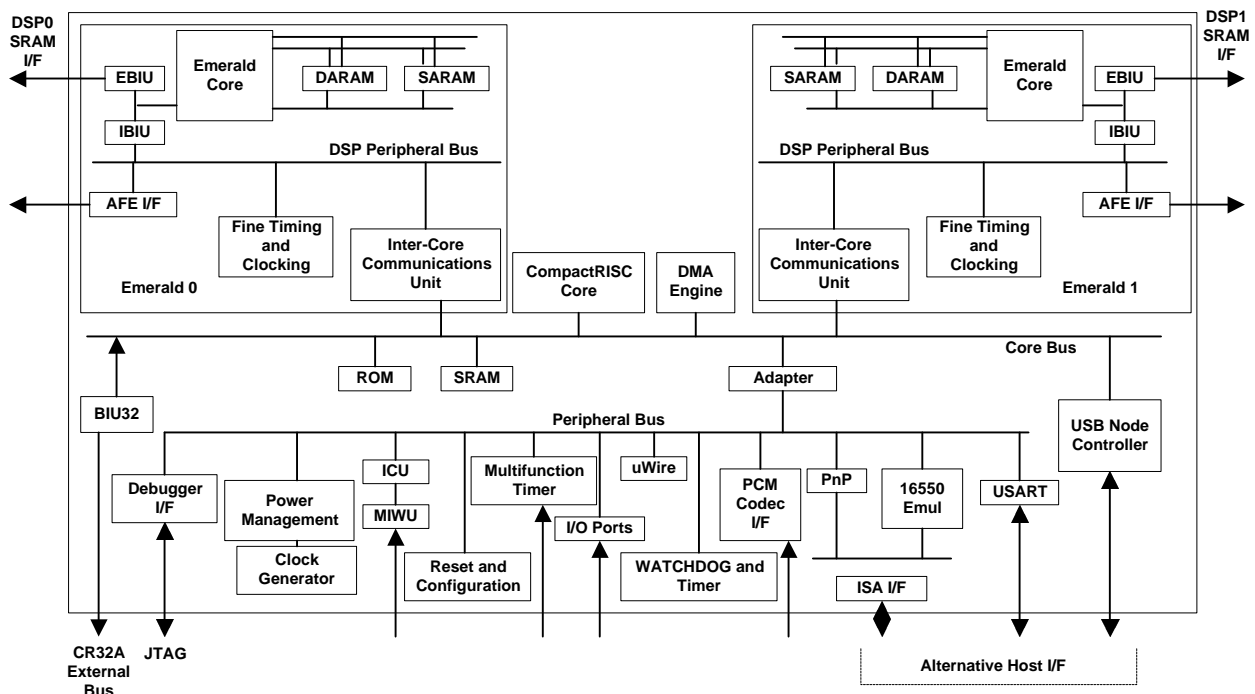 DSP0
SRAM
I/F
DSP1
SRAM
I/F
Emerald
Core
DARAM
SARAM
EBIU
IBIU
DSP Peripheral Bus
AFE I/F
Fine Timing
and
Clocking
Inter-Core
Communications
Unit
Emerald 0
SARAM
DARAM
Emerald
Core
EBIU
IBIU
DSP Peripheral Bus
AFE I/F
Inter-Core
Communications
Unit
Fine Timing
and
Clocking
Emerald 1
CompactRISC
Core
DMA
Engine
Core Bus
ROM
SRAM
Adapter
BIU32
Peripheral Bus
USB Node
Controller
Debugger
I/F
Power
Management
Clock
Generator
ICU
MIWU
Reset and
Configuration
Multifunction
Timer
I/O Ports
uWire
WATCHDOG and
Timer
PCM
Codec
I/F
PnP
16550
Emul
USART
ISA I/F
CR32A
External
Bus
JTAG
Alternative Host I/F